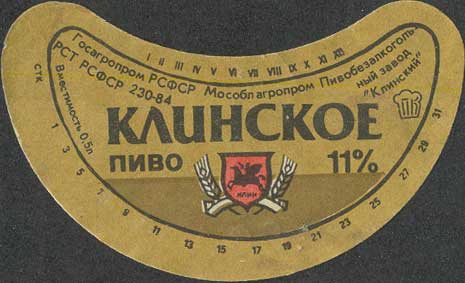 Госагропром РСФСР Мособлагропром Пивобезалкоголь
РСТ РСФСР 230-84
ный завод
"Клинский"
Вместимость 0,5л
СТК
I II III IV V VI VII VIII IX X XI XII
КЛИНСКОЕ
ПИВО
11%
КЛИН
1 3 5 7 9 11 13 15 17 19 21 23 25 27 29 31